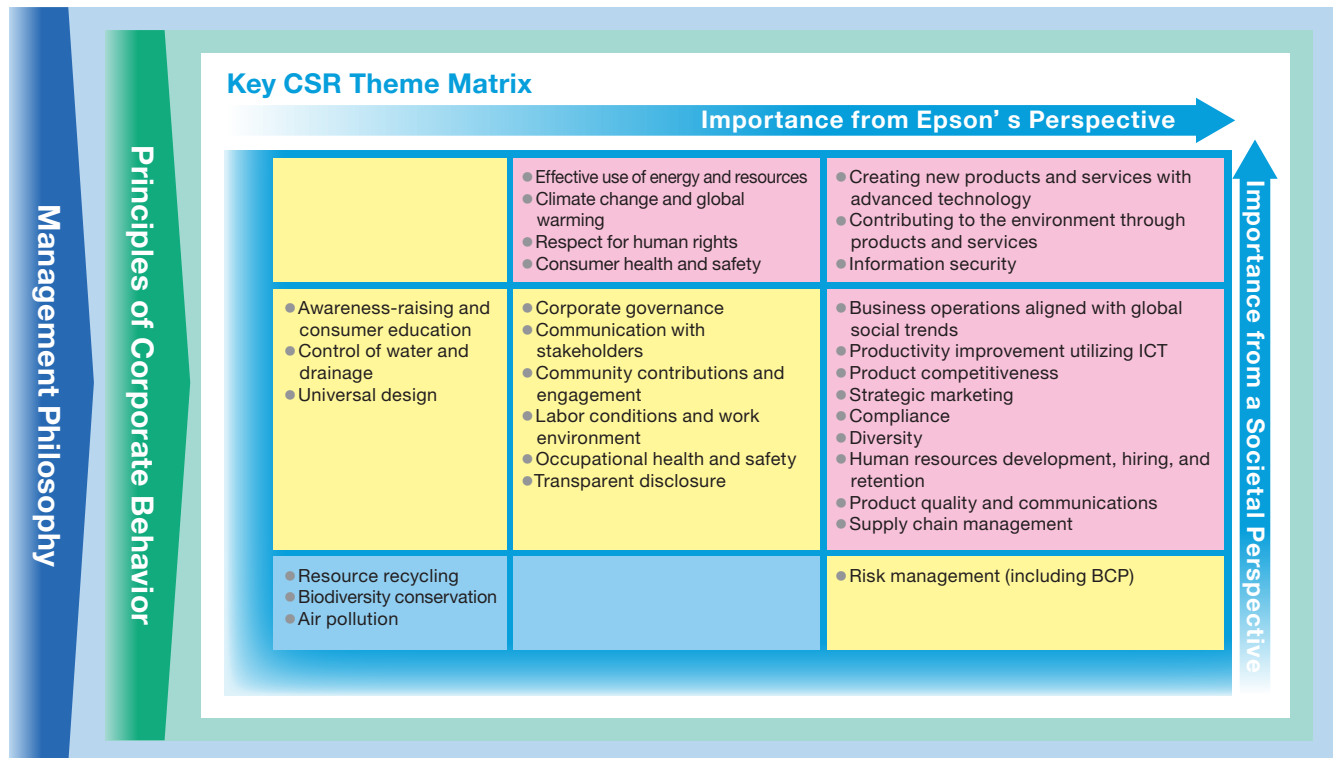 Management Philosophy
Principles of Corporate Behavior
Key CSR Theme Matrix
Importance from Epson' s Perspective
Importance from a Societal Perspective
● Effective use of energy and resources
● Climate change and global
warming
● Respect for human rights
● Consumer health and safety
● Creating new products and services with
advanced technology
● Contributing to the environment through
products and services
● Information security
● Awareness-raising and
consumer education
● Control of water and
drainage
● Universal design
● Corporate governance
● Communication with
stakeholders
● Community contributions and
engagement
● Labor conditions and work
environment
● Occupational health and safety
● Transparent disclosure
● Business operations aligned with global
social trends
● Productivity improvement utilizing ICT
● Product competitiveness
● Strategic marketing
● Compliance
● Diversity
● Human resources development, hiring, and
retention
● Product quality and communications
● Supply chain management
● Resource recycling
● Biodiversity conservation
● Air pollution
● Risk management (including BCP)